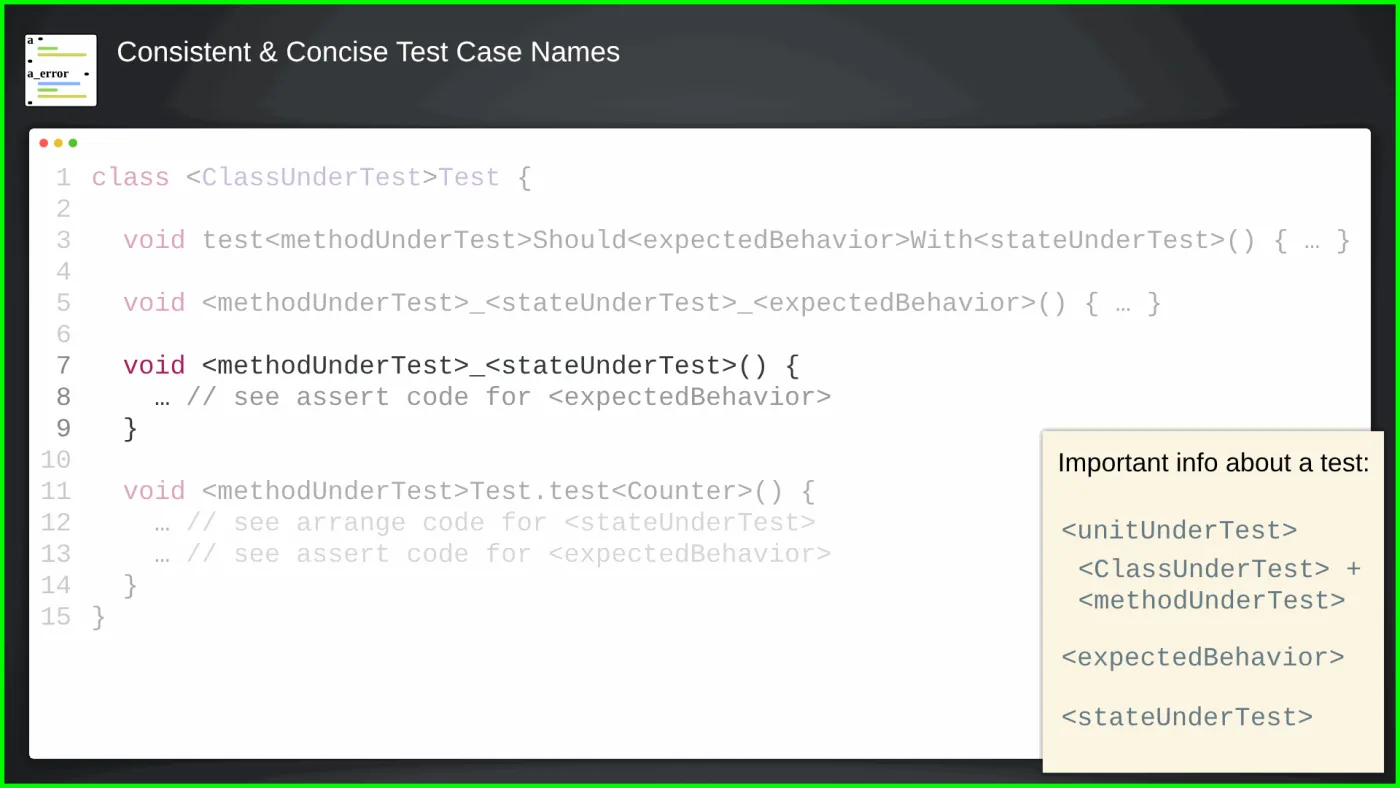 a
a_error
Consistent & Concise Test Case Names
1 class <ClassUnderTest>Test {
2
3 void test<methodUnderTest>Should<expectedBehavior>With<stateUnderTest>() { … }
4
5 void <methodUnderTest>_<stateUnderTest>_<expectedBehavior>() { … }
6
7 void <methodUnderTest>_<stateUnderTest>() {
8 … // see assert code for <expectedBehavior>
9 }
10
11 void <methodUnderTest>Test.test<Counter>() {
12 … // see arrange code for <stateUnderTest>
13 … // see assert code for <expectedBehavior>
14 }
15 }
Important info about a test:
<unitUnderTest>
<ClassUnderTest> +
<methodUnderTest>
<expectedBehavior>
<stateUnderTest>